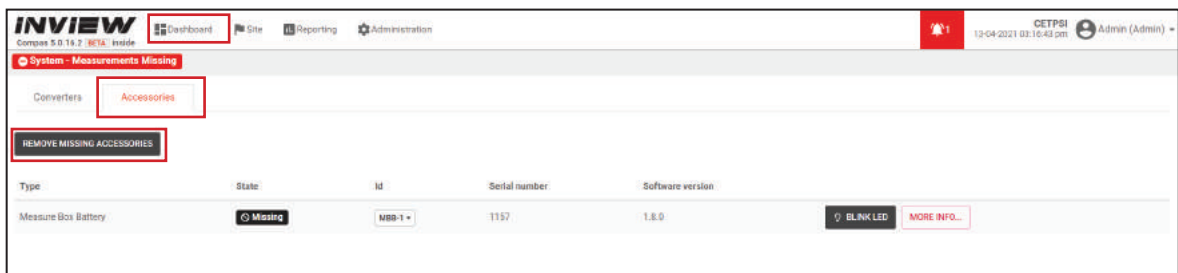 INVIEW Dashboard Site Reporting Administration 1 CETPSI Admin (Admin)
Compas 5.0.16.2 BETA inside 13-04-2021 03:16:43 pm
System - Measurements Missing
Converters Accessories
REMOVE MISSING ACCESSORIES
Type State Id Serial number Software version
Measure Box Battery Missing MBB-1 1157 1.8.0 BLINK LED MORE INFO...